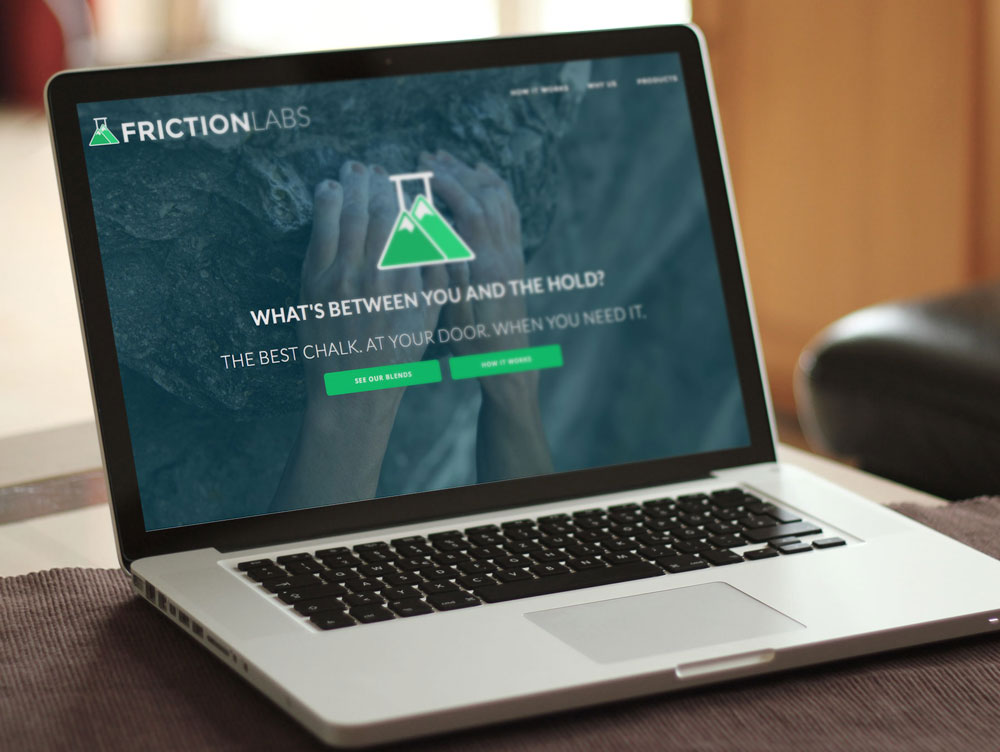 HOW IT WORKS WHY US PRODUCTS
FRICTIONLABS
WHAT'S BETWEEN YOU AND THE HOLD?
THE BEST CHALK. AT YOUR DOOR. WHEN YOU NEED IT.
SEE OUR BLENDS HOW IT WORKS